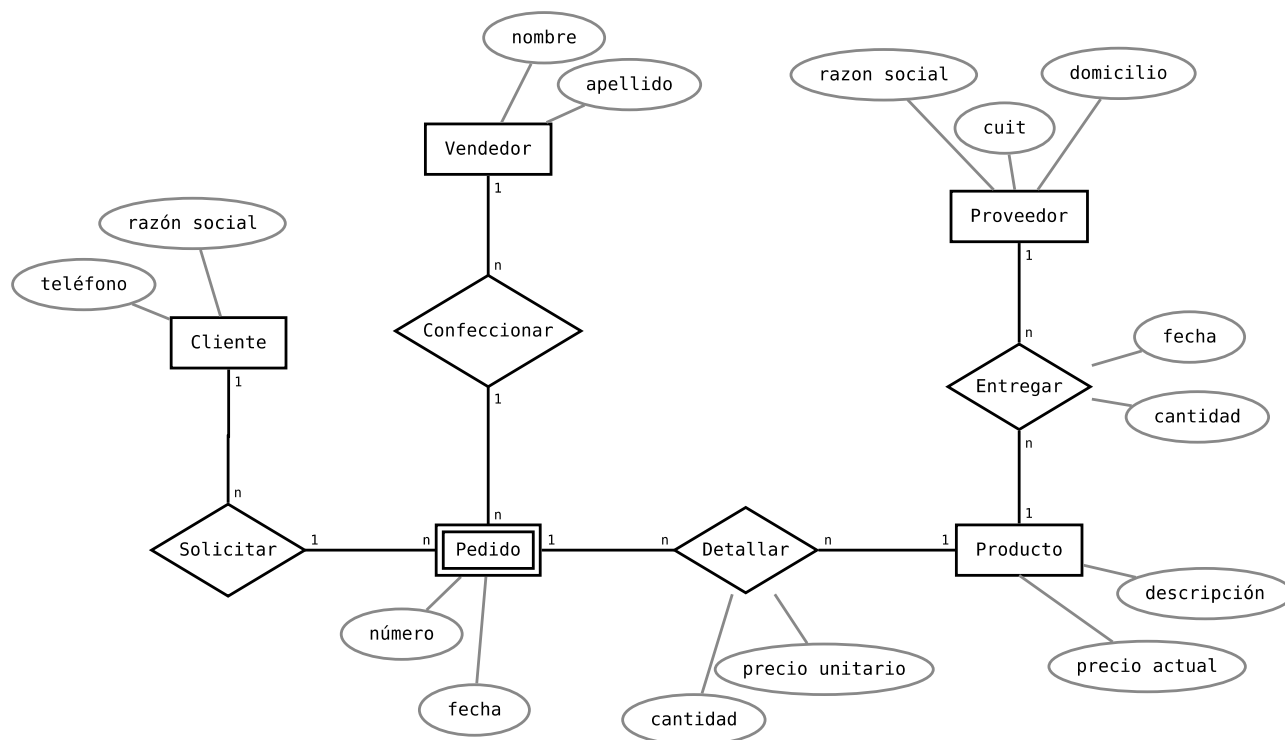 nombre
apellido
Vendedor
1
n
Confeccionar
1
n
razon social
domicilio
cuit
Proveedor
1
n
fecha
Entregar
cantidad
n
1
razón social
teléfono
Cliente
1
n
Solicitar
1
n
Pedido
1
n
Detallar
n
1
Producto
número
fecha
cantidad
precio unitario
descripción
precio actual